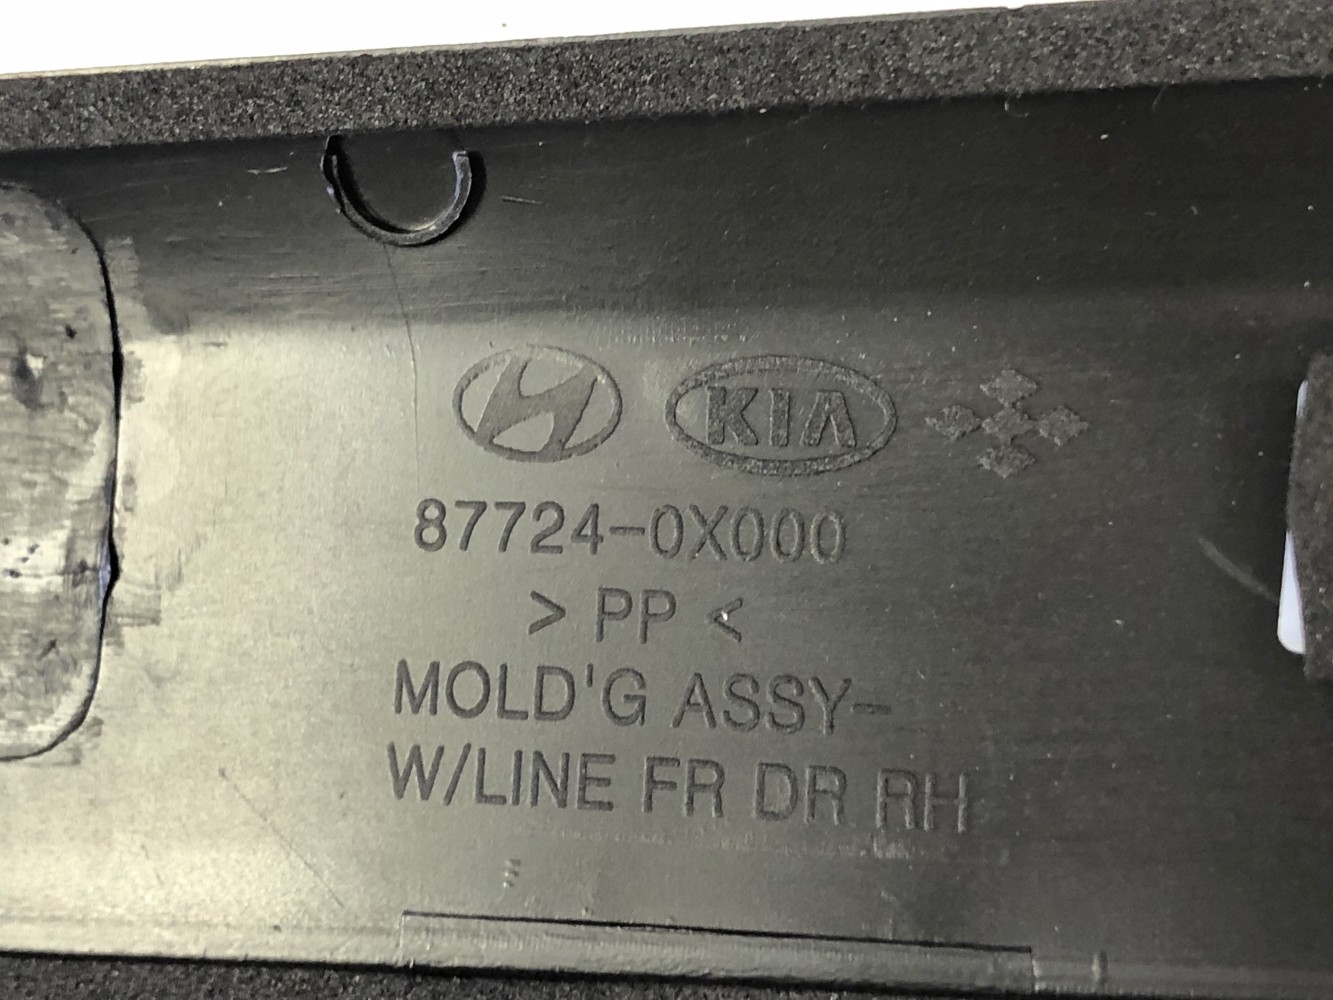 KIA
87724-0X000
> PP <
MOLD'G ASSY-
W/LINE FR DR RH